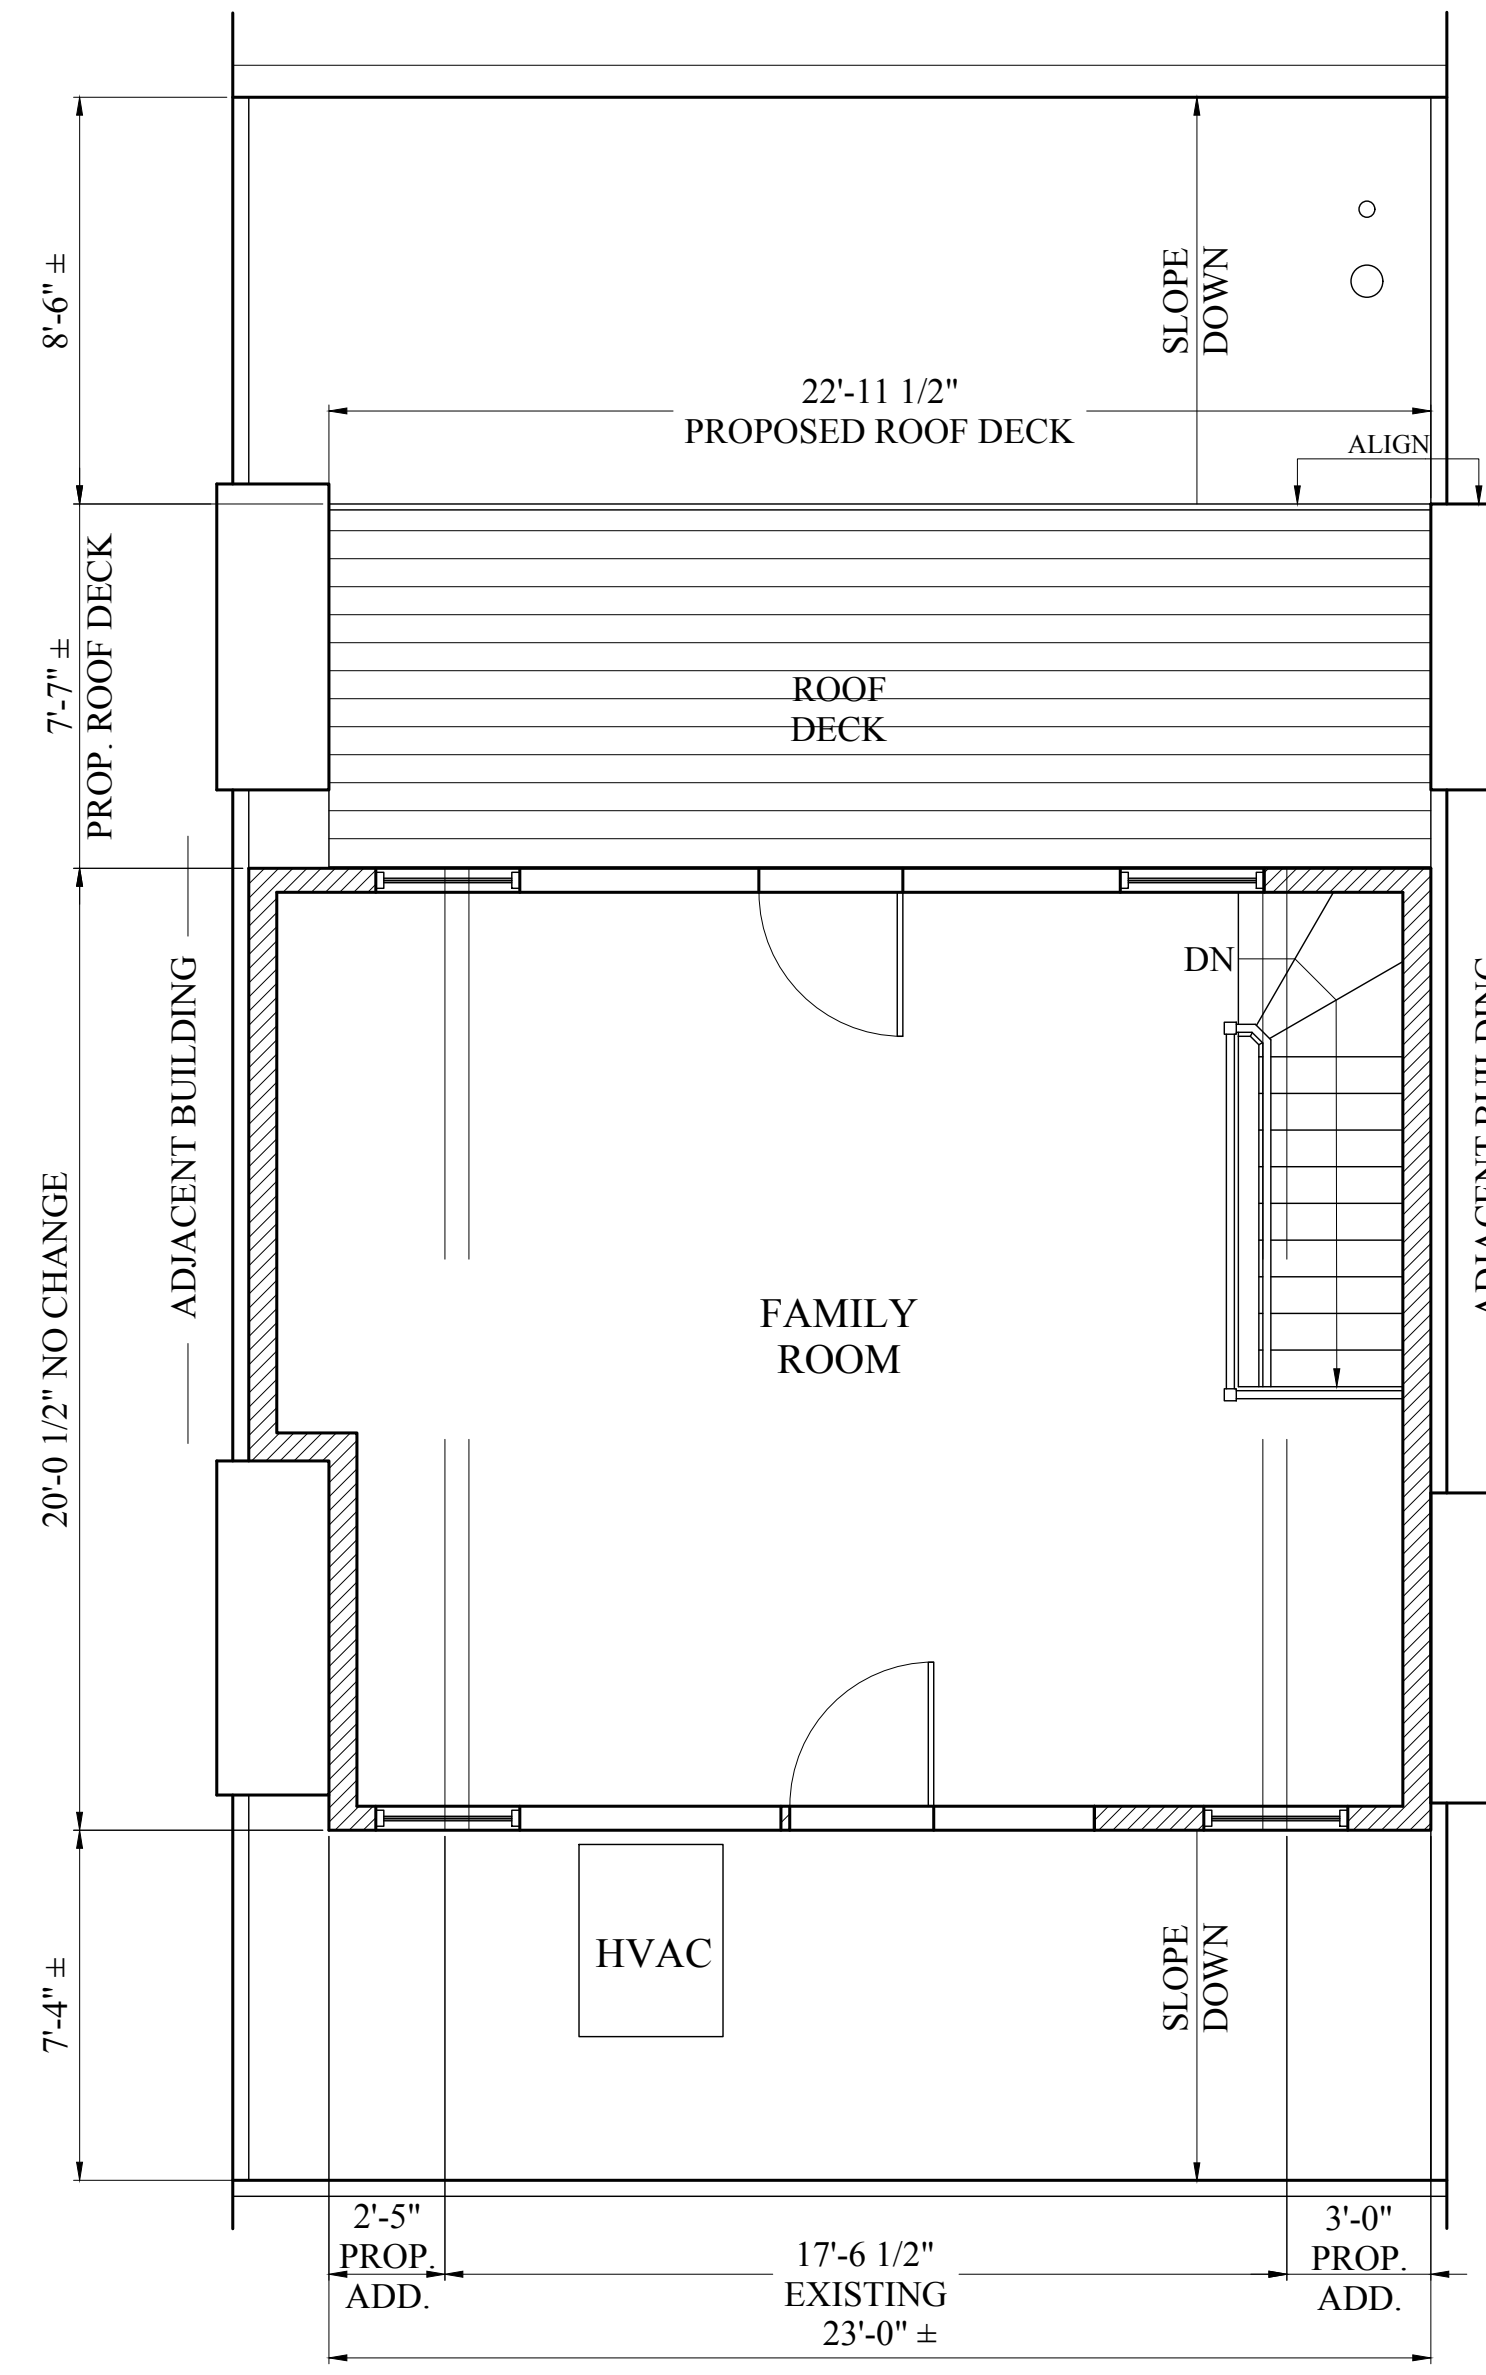 8'-6" ±
SLOPE
DOWN
22'-11 1/2"
PROPOSED ROOF DECK
ALIGN
7'-7" ±
PROP. ROOF DECK
ROOF
DECK
DN
ADJACENT BUILDING
ADJACENT BUILDING
20'-0 1/2" NO CHANGE
FAMILY
ROOM
HVAC
SLOPE
DOWN
7'-4" ±
2'-5"
PROP.
ADD.
17'-6 1/2"
EXISTING
23'-0" ±
3'-0"
PROP.
ADD.